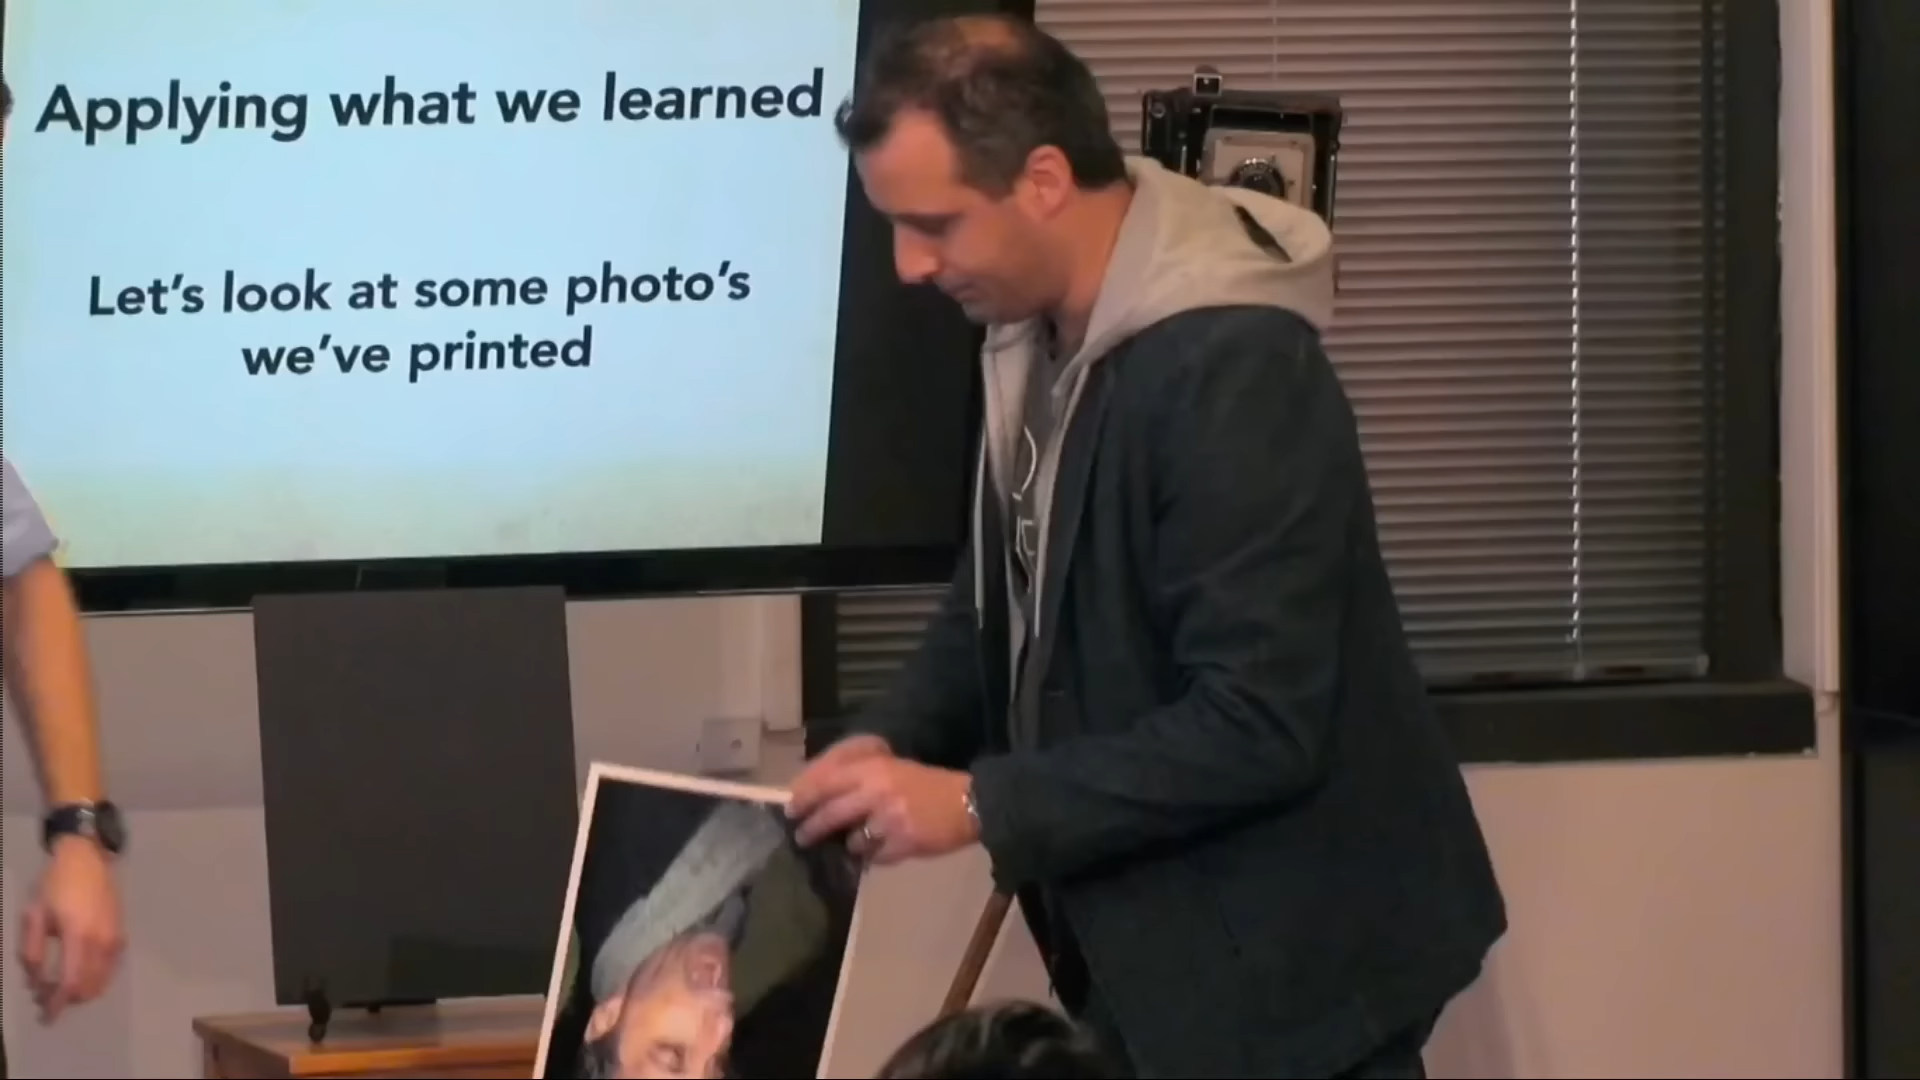 Applying what we learned
Let's look at some photo's
we've printed